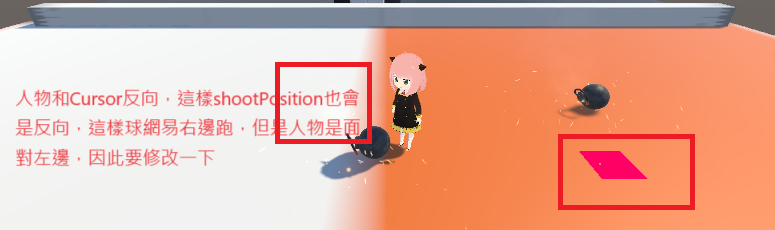 人物和Cursor反向，這樣shootPosition也會
是反向，這樣球網易右邊跑，但是人物是面
對左邊，因此要修改一下